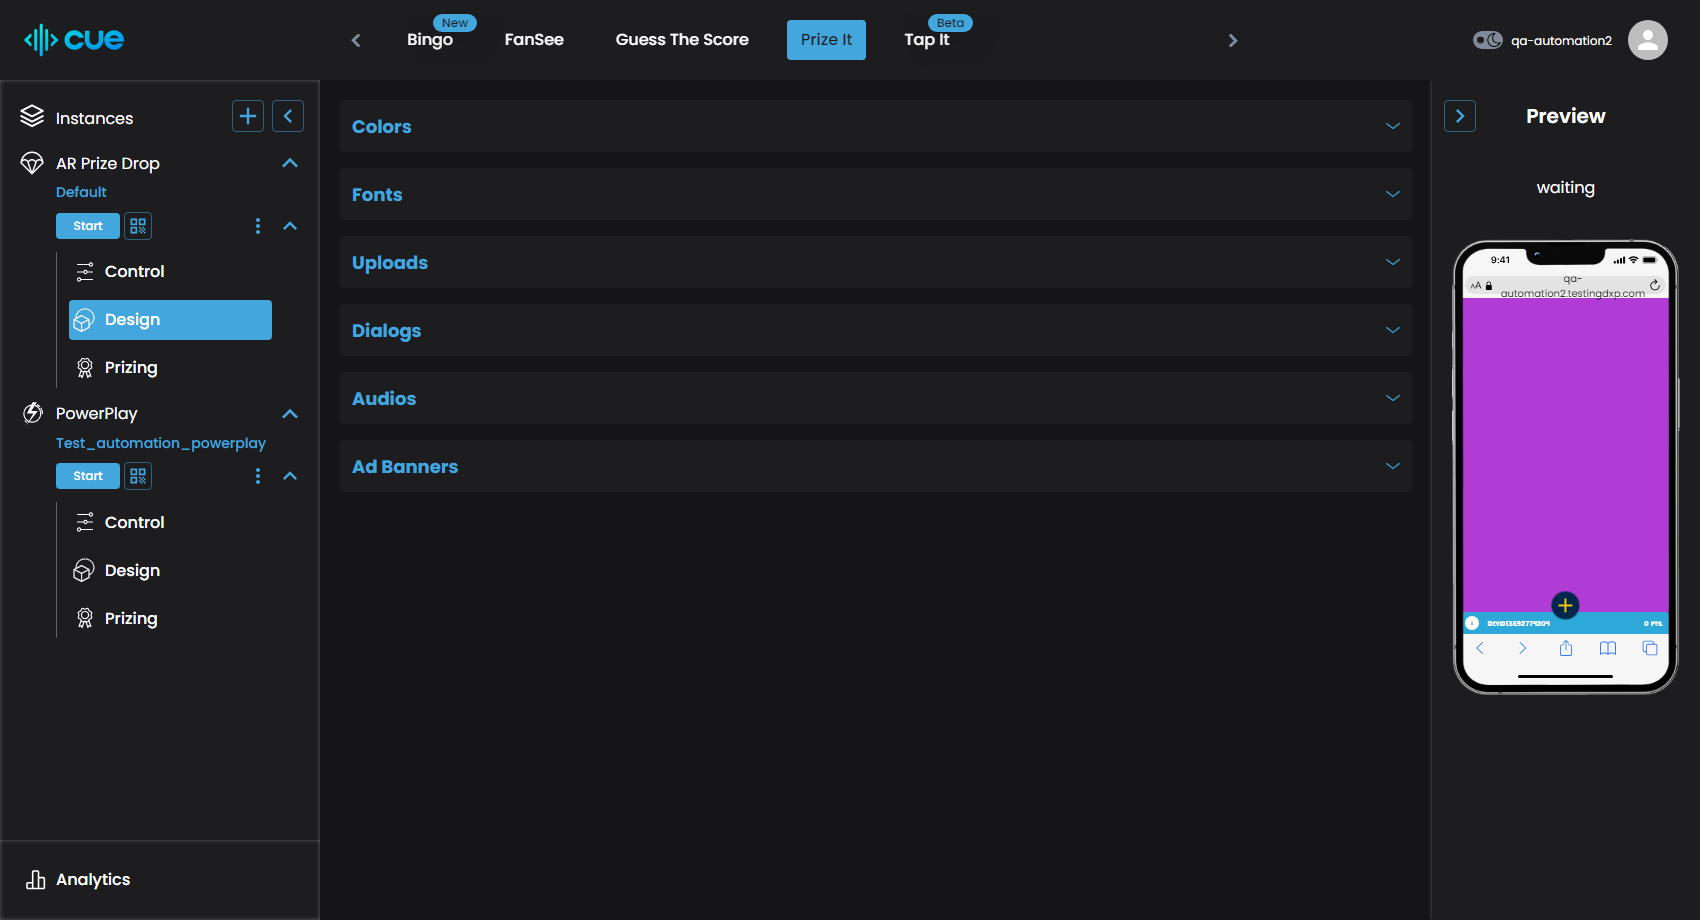 cue
New
Bingo
FanSee
Guess The Score
Prize It
Beta
Tap It
qa-automation2
Instances
AR Prize Drop
Default
Start
Control
Design
Prizing
PowerPlay
Test_automation_powerplay
Start
Control
Design
Prizing
Analytics
Colors
Fonts
Uploads
Dialogs
Audios
Ad Banners
Preview
waiting
9:41
AA
qa-
automation2.testingdxp.com
0 PTS.